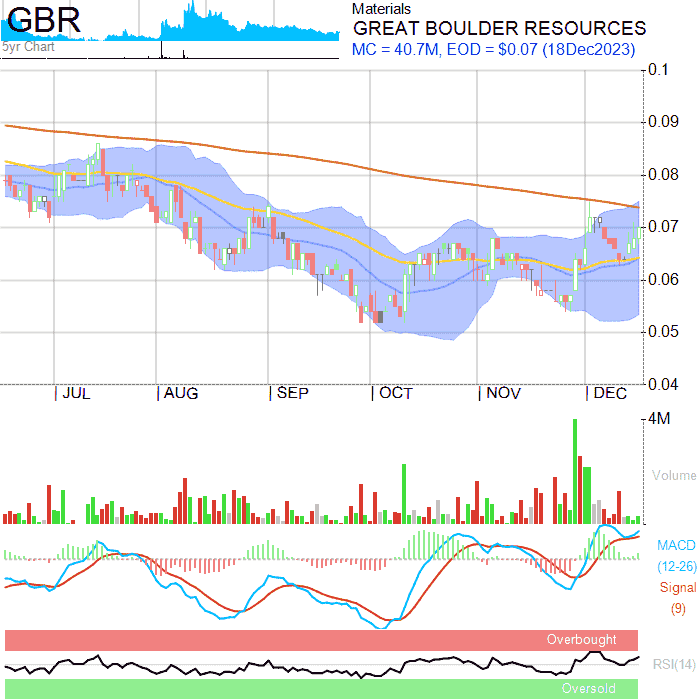 GBR
5yr Chart
Materials
GREAT BOULDER RESOURCES
MC = 40.7M, EOD = $0.07 (18Dec2023)
0.1
0.09
0.08
0.07
0.06
0.05
0.04
JUL AUG SEP OCT NOV DEC
4M
Volume
MACD
(12-26)
Signal
(9)
Overbought
RSI(14)
Oversold